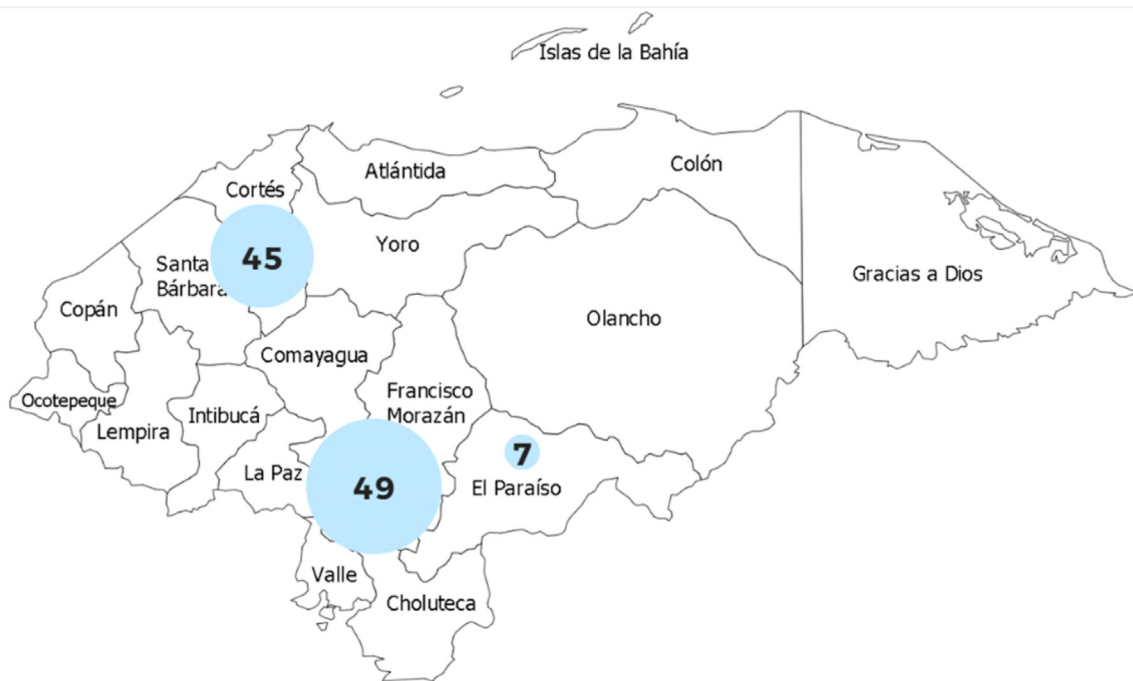 Islas de la Bahía
Atlántida
Colón
Cortés
Yoro
45
Santa
Bárbara
Gracias a Dios
Copán
Olancho
Comayagua
Francisco
Morazán
Ocotepeque
Intibucá
Lempira
7
La Paz
49
El Paraíso
Valle
Choluteca